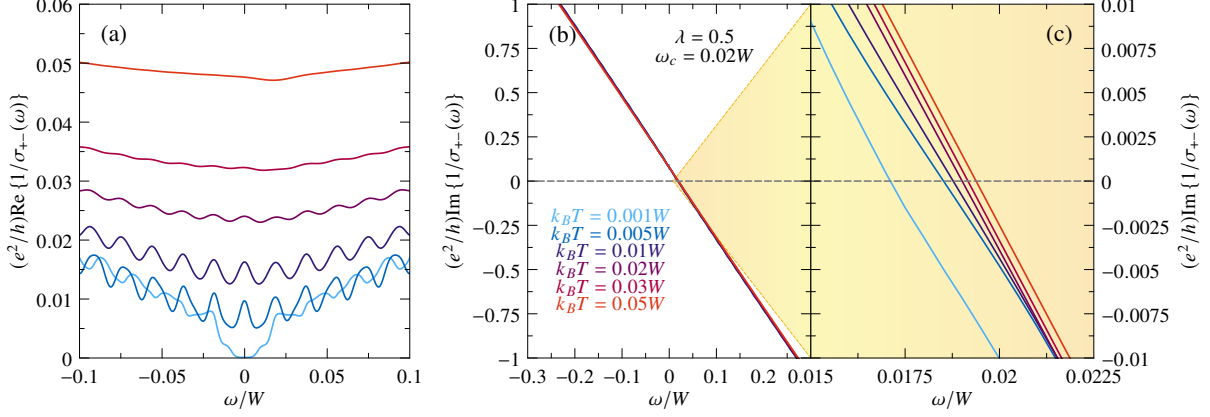 (a)
(e²/h)Re {1/σ₊₋(ω)}
0.06
0.05
0.04
0.03
0.02
0.01
0
−0.1
−0.05
0
0.05
0.1
ω/W
(b)
λ = 0.5
ω_c = 0.02W
(e²/h)Im {1/σ₊₋(ω)}
1
0.75
0.5
0.25
0
−0.25
−0.5
−0.75
−1
k_BT = 0.001W
k_BT = 0.005W
k_BT = 0.01W
k_BT = 0.02W
k_BT = 0.03W
k_BT = 0.05W
−0.3
−0.2
−0.1
0
0.1
0.2
ω/W
(c)
0.01
0.0075
0.005
0.0025
0
−0.0025
−0.005
−0.0075
−0.01
(e²/h)Im {1/σ₊₋(ω)}
0.015
0.0175
0.02
0.0225
ω/W